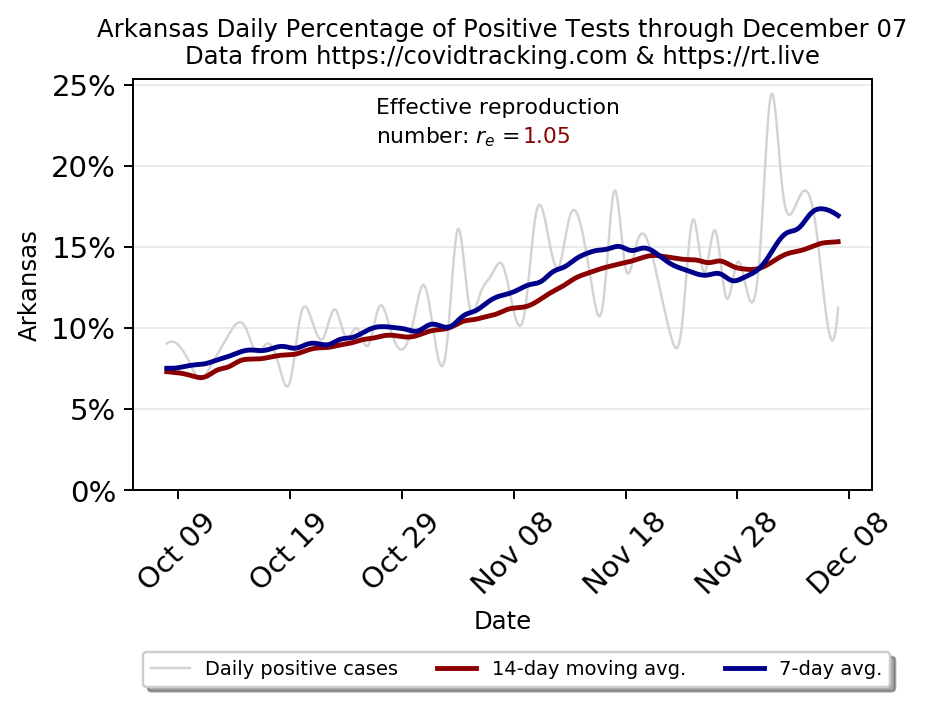 Arkansas Daily Percentage of Positive Tests through December 07
Data from https://covidtracking.com & https://rt.live
Effective reproduction
number: rₑ =1.05
25%
20%
15%
10%
5%
0%
Arkansas
Oct 09
Oct 19
Oct 29
Nov 08
Nov 18
Nov 28
Dec 08
Date
Daily positive cases
14-day moving avg.
7-day avg.